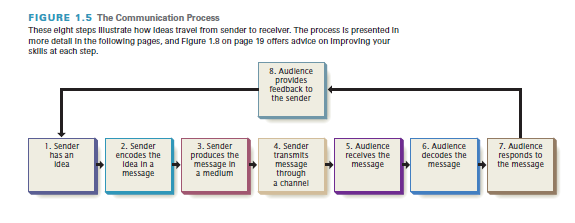 FIGURE 1.5 The Communication Process
These eight steps illustrate how ideas travel from sender to receiver. The process is presented in
more detail in the following pages, and Figure 1.8 on page 19 offers advice on improving your
skills at each step.
8. Audience
provides
feedback to
the sender
1. Sender
has an
idea
2. Sender
encodes the
idea in a
message
3. Sender
produces the
message in
a medium
4. Sender
transmits
message
through
a channel
5. Audience
receives the
message
6. Audience
decodes the
message
7. Audience
responds to
the message